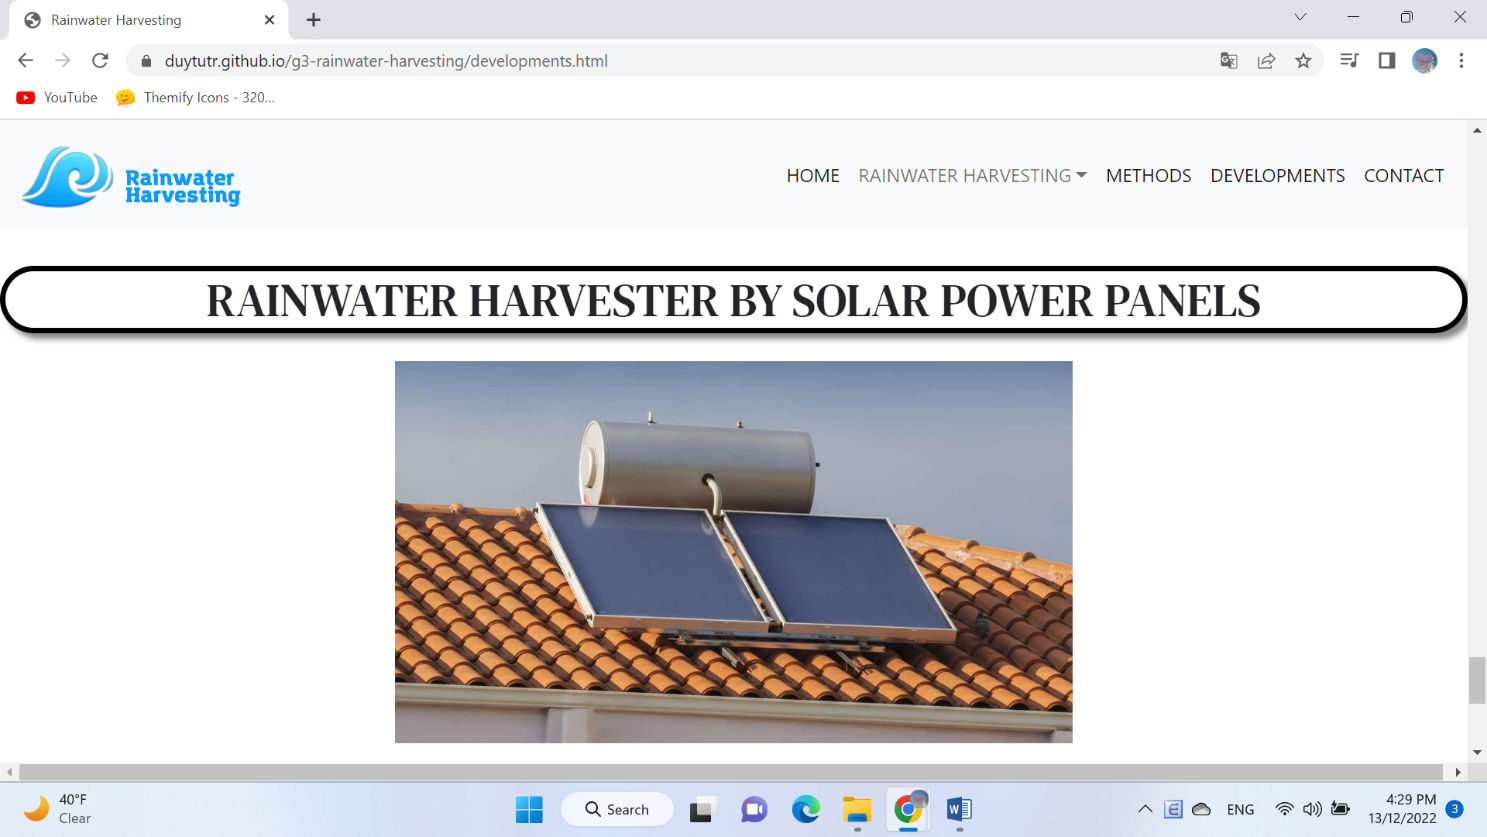 Rainwater Harvesting
duytutr.github.io/g3-rainwater-harvesting/developments.html
YouTube
Themify Icons - 320...
Rainwater
Harvesting
HOME
RAINWATER HARVESTING
METHODS
DEVELOPMENTS
CONTACT
RAINWATER HARVESTER BY SOLAR POWER PANELS
40°F
Clear
Search
ENG
4:29 PM
13/12/2022
3